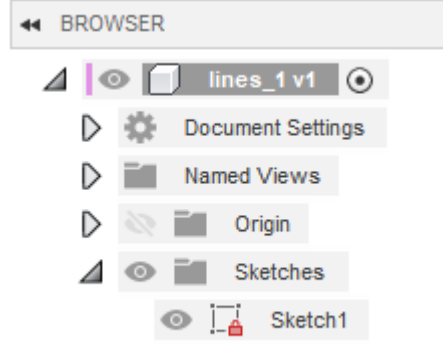 BROWSER
lines_1 v1
Document Settings
Named Views
Origin
Sketches
Sketch1